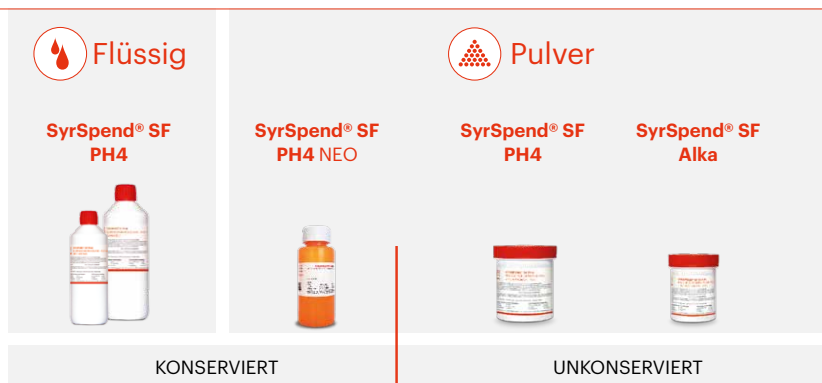 Flüssig
Pulver
SyrSpend® SF
PH4
SyrSpend® SF
PH4 NEO
SyrSpend® SF
PH4
SyrSpend® SF
Alka
KONSERVIERT
UNKONSERVIERT